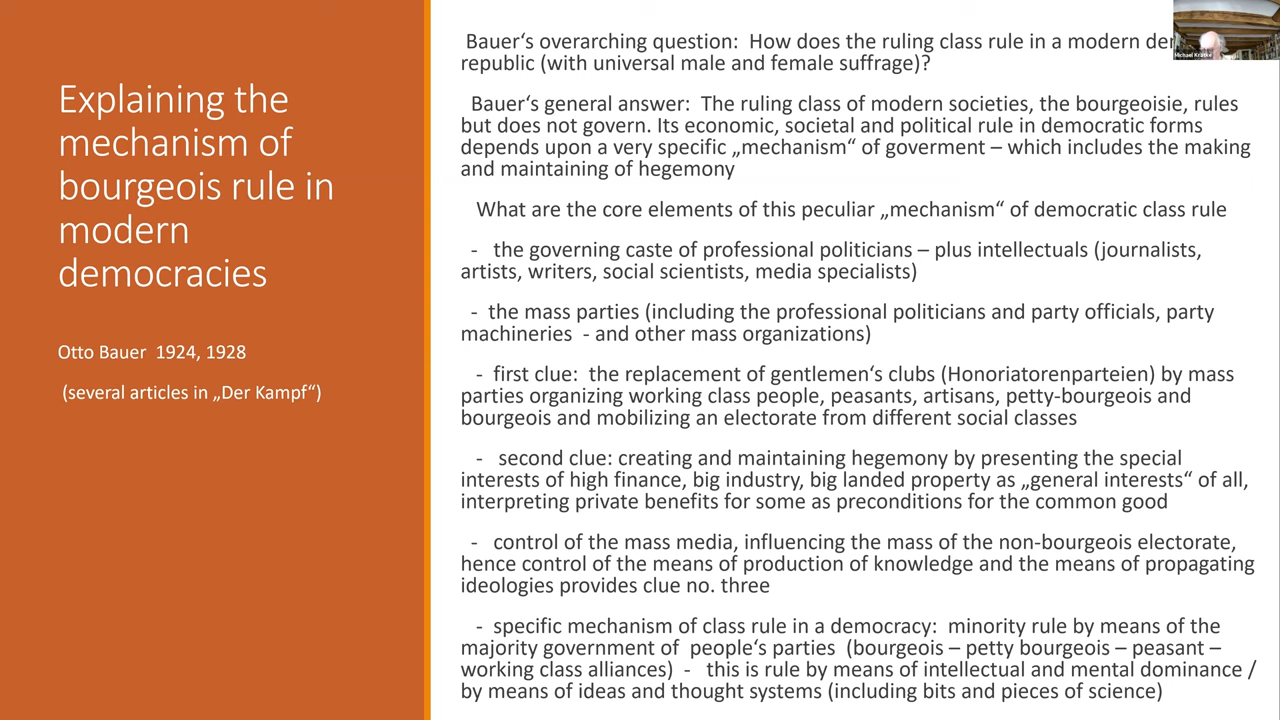 Explaining the
mechanism of
bourgeois rule in
modern
democracies
Otto Bauer 1924, 1928
(several articles in „Der Kampf“)
Bauer‘s overarching question: How does the ruling class rule in a modern
republic (with universal male and female suffrage)?
Bauer‘s general answer: The ruling class of modern societies, the bourgeoisie, rules
but does not govern. Its economic, societal and political rule in democratic forms
depends upon a very specific „mechanism“ of goverment – which includes the making
and maintaining of hegemony
What are the core elements of this peculiar „mechanism“ of democratic class rule
- the governing caste of professional politicians – plus intellectuals (journalists,
artists, writers, social scientists, media specialists)
- the mass parties (including the professional politicians and party officials, party
machineries - and other mass organizations)
- first clue: the replacement of gentlemen‘s clubs (Honoriatorenparteien) by mass
parties organizing working class people, peasants, artisans, petty-bourgeois and
bourgeois and mobilizing an electorate from different social classes
- second clue: creating and maintaining hegemony by presenting the special
interests of high finance, big industry, big landed property as „general interests“ of all,
interpreting private benefits for some as preconditions for the common good
- control of the mass media, influencing the mass of the non-bourgeois electorate,
hence control of the means of production of knowledge and the means of propagating
ideologies provides clue no. three
- specific mechanism of class rule in a democracy: minority rule by means of the
majority government of people‘s parties (bourgeois – petty bourgeois – peasant –
working class alliances) - this is rule by means of intellectual and mental dominance /
by means of ideas and thought systems (including bits and pieces of science)
Michael